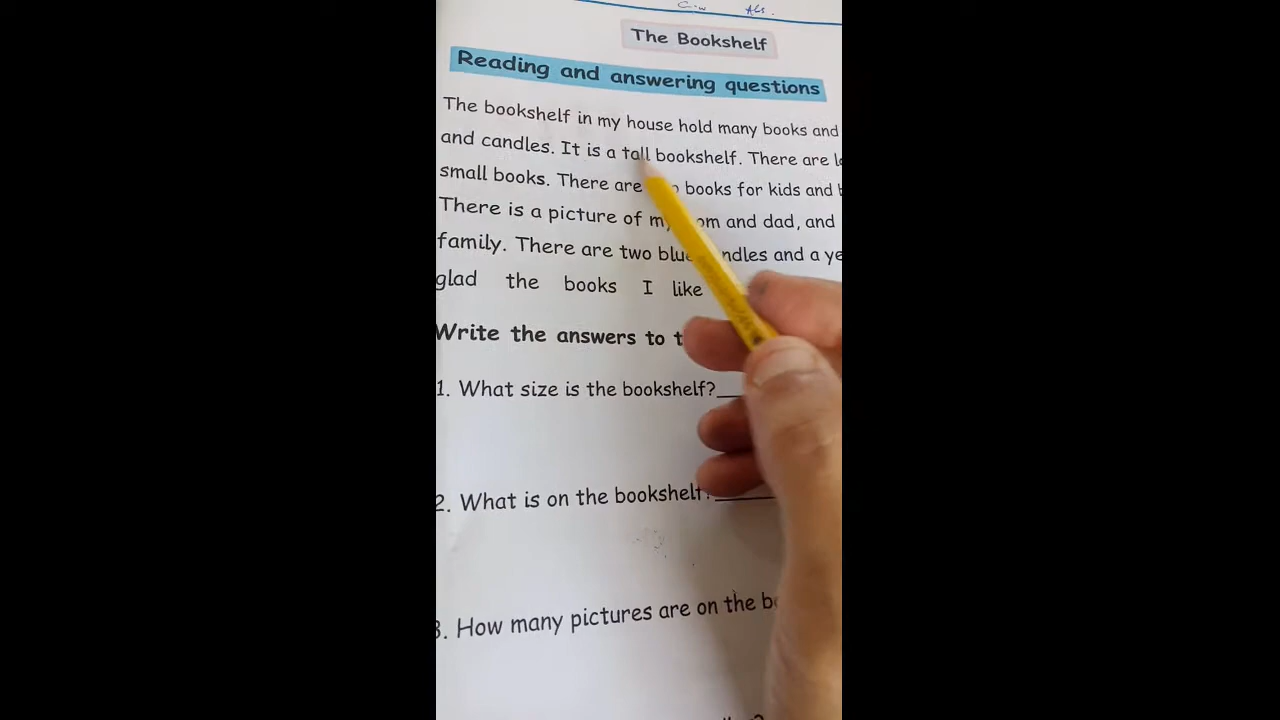 C.W
The Bookshelf
Reading and answering questions
The bookshelf in my house hold many books and
and candles. It is a tall bookshelf. There are
small books. There are books for kids and
There is a picture of and dad, and
family. There are two blue and a
glad the books I like
Write the answers to
1. What size is the bookshelf?
2. What is on the bookshelf?
3. How many pictures are on the